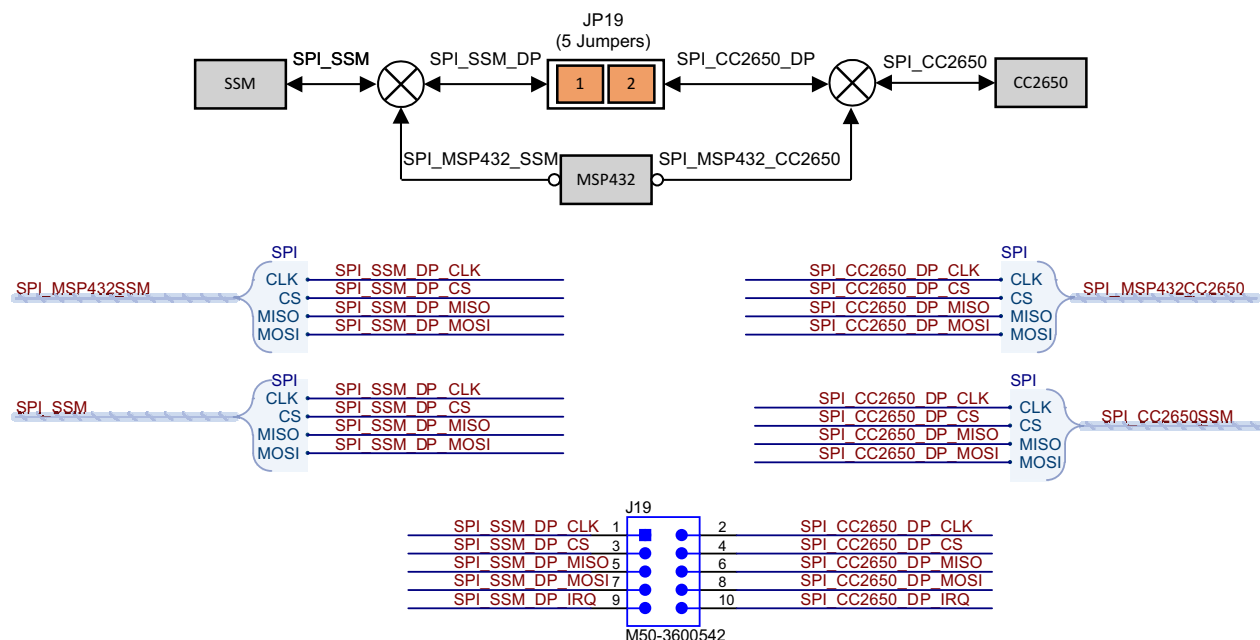 JP19
(5 Jumpers)
SPI_SSM
SPI_SSM_DP
SPI_CC2650_DP
SPI_CC2650
SSM
1
2
CC2650
SPI_MSP432_SSM
MSP432
SPI_MSP432_CC2650
SPI_MSP432SSM
SPI
CLK SPI_SSM_DP_CLK
CS SPI_SSM_DP_CS
MISO SPI_SSM_DP_MISO
MOSI SPI_SSM_DP_MOSI
SPI
SPI_CC2650_DP_CLK CLK
SPI_CC2650_DP_CS CS
SPI_CC2650_DP_MISO MISO
SPI_CC2650_DP_MOSI MOSI
SPI_MSP432CC2650
SPI_SSM
SPI
CLK SPI_SSM_DP_CLK
CS SPI_SSM_DP_CS
MISO SPI_SSM_DP_MISO
MOSI SPI_SSM_DP_MOSI
SPI
SPI_CC2650_DP_CLK CLK
SPI_CC2650_DP_CS CS
SPI_CC2650_DP_MISO MISO
SPI_CC2650_DP_MOSI MOSI
SPI_CC2650SSM
J19
SPI_SSM_DP_CLK 1 2 SPI_CC2650_DP_CLK
SPI_SSM_DP_CS 3 4 SPI_CC2650_DP_CS
SPI_SSM_DP_MISO 5 6 SPI_CC2650_DP_MISO
SPI_SSM_DP_MOSI 7 8 SPI_CC2650_DP_MOSI
SPI_SSM_DP_IRQ 9 10 SPI_CC2650_DP_IRQ
M50-3600542